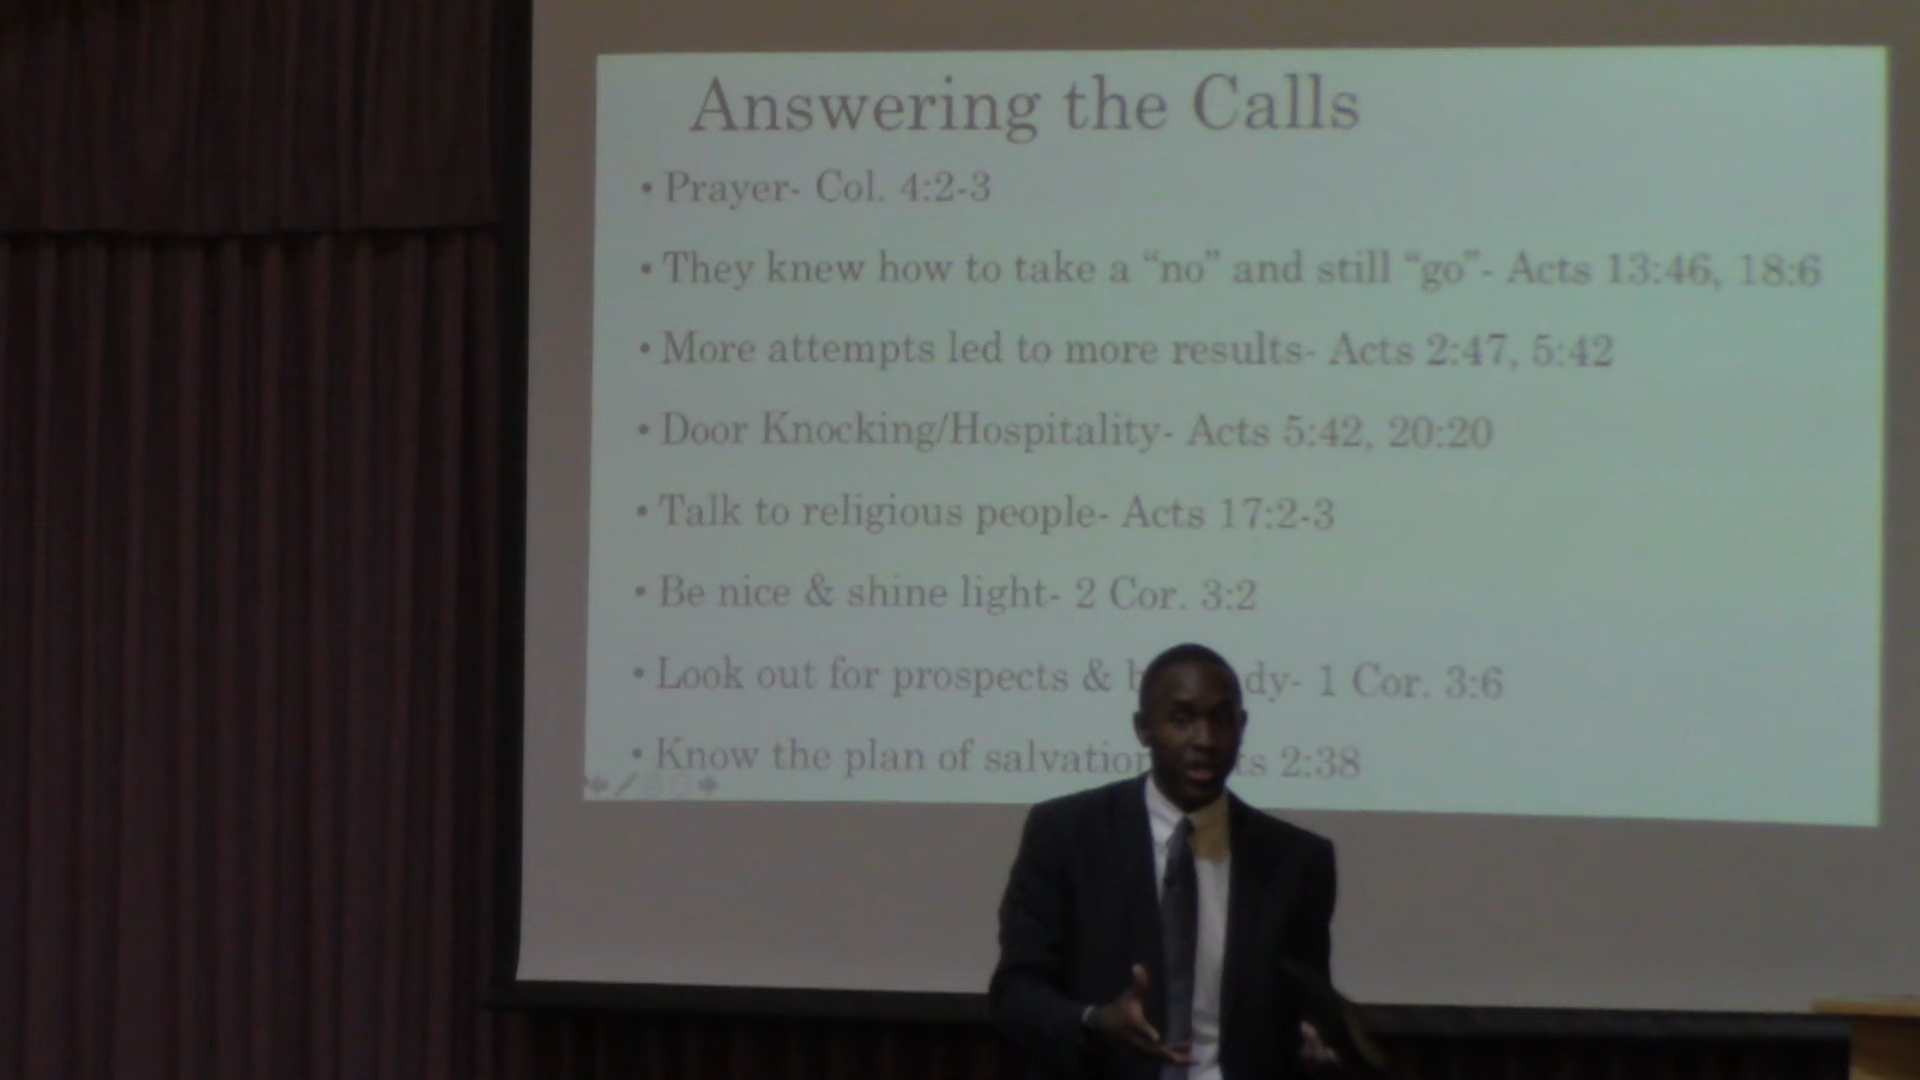 Answering the Calls
• Prayer- Col. 4:2-3
• They knew how to take a “no” and still “go”- Acts 13:46, 18:6
• More attempts led to more results- Acts 2:47, 5:42
• Door Knocking/Hospitality- Acts 5:42, 20:20
• Talk to religious people- Acts 17:2-3
• Be nice & shine light- 2 Cor. 3:2
• Look out for prospects & 1 Cor. 3:6
• Know the plan of salvation 2:38